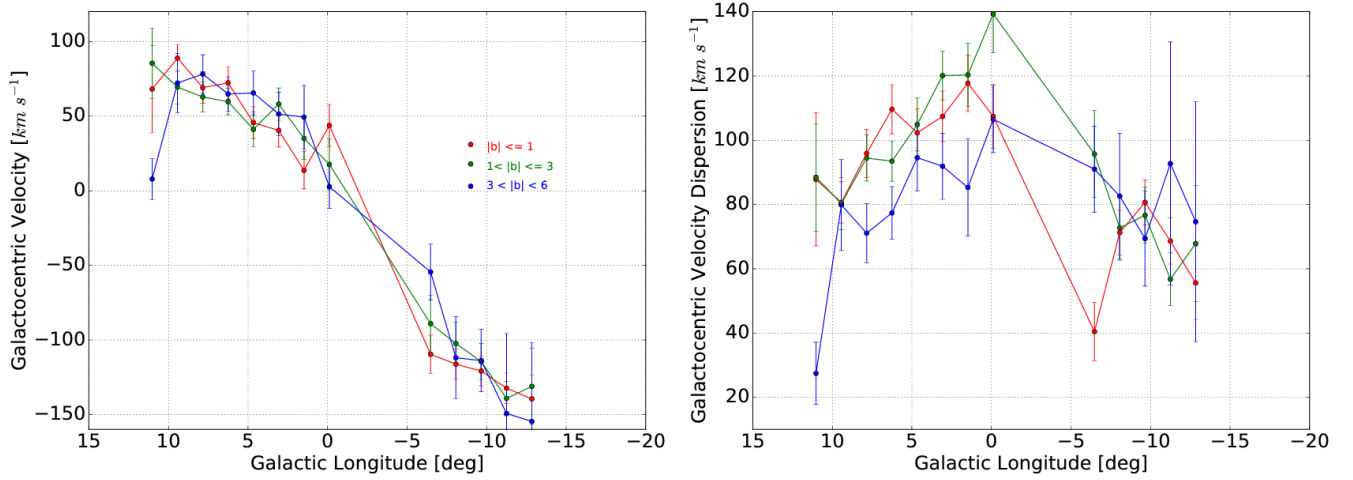 Galactocentric Velocity [km s⁻¹]
100
50
0
−50
−100
−150
15 10 5 0 −5 −10 −15 −20
Galactic Longitude [deg]
|b| <= 1
1< |b| <= 3
3 < |b| < 6
Galactocentric Velocity Dispersion [km s⁻¹]
140
120
100
80
60
40
20
15 10 5 0 −5 −10 −15 −20
Galactic Longitude [deg]